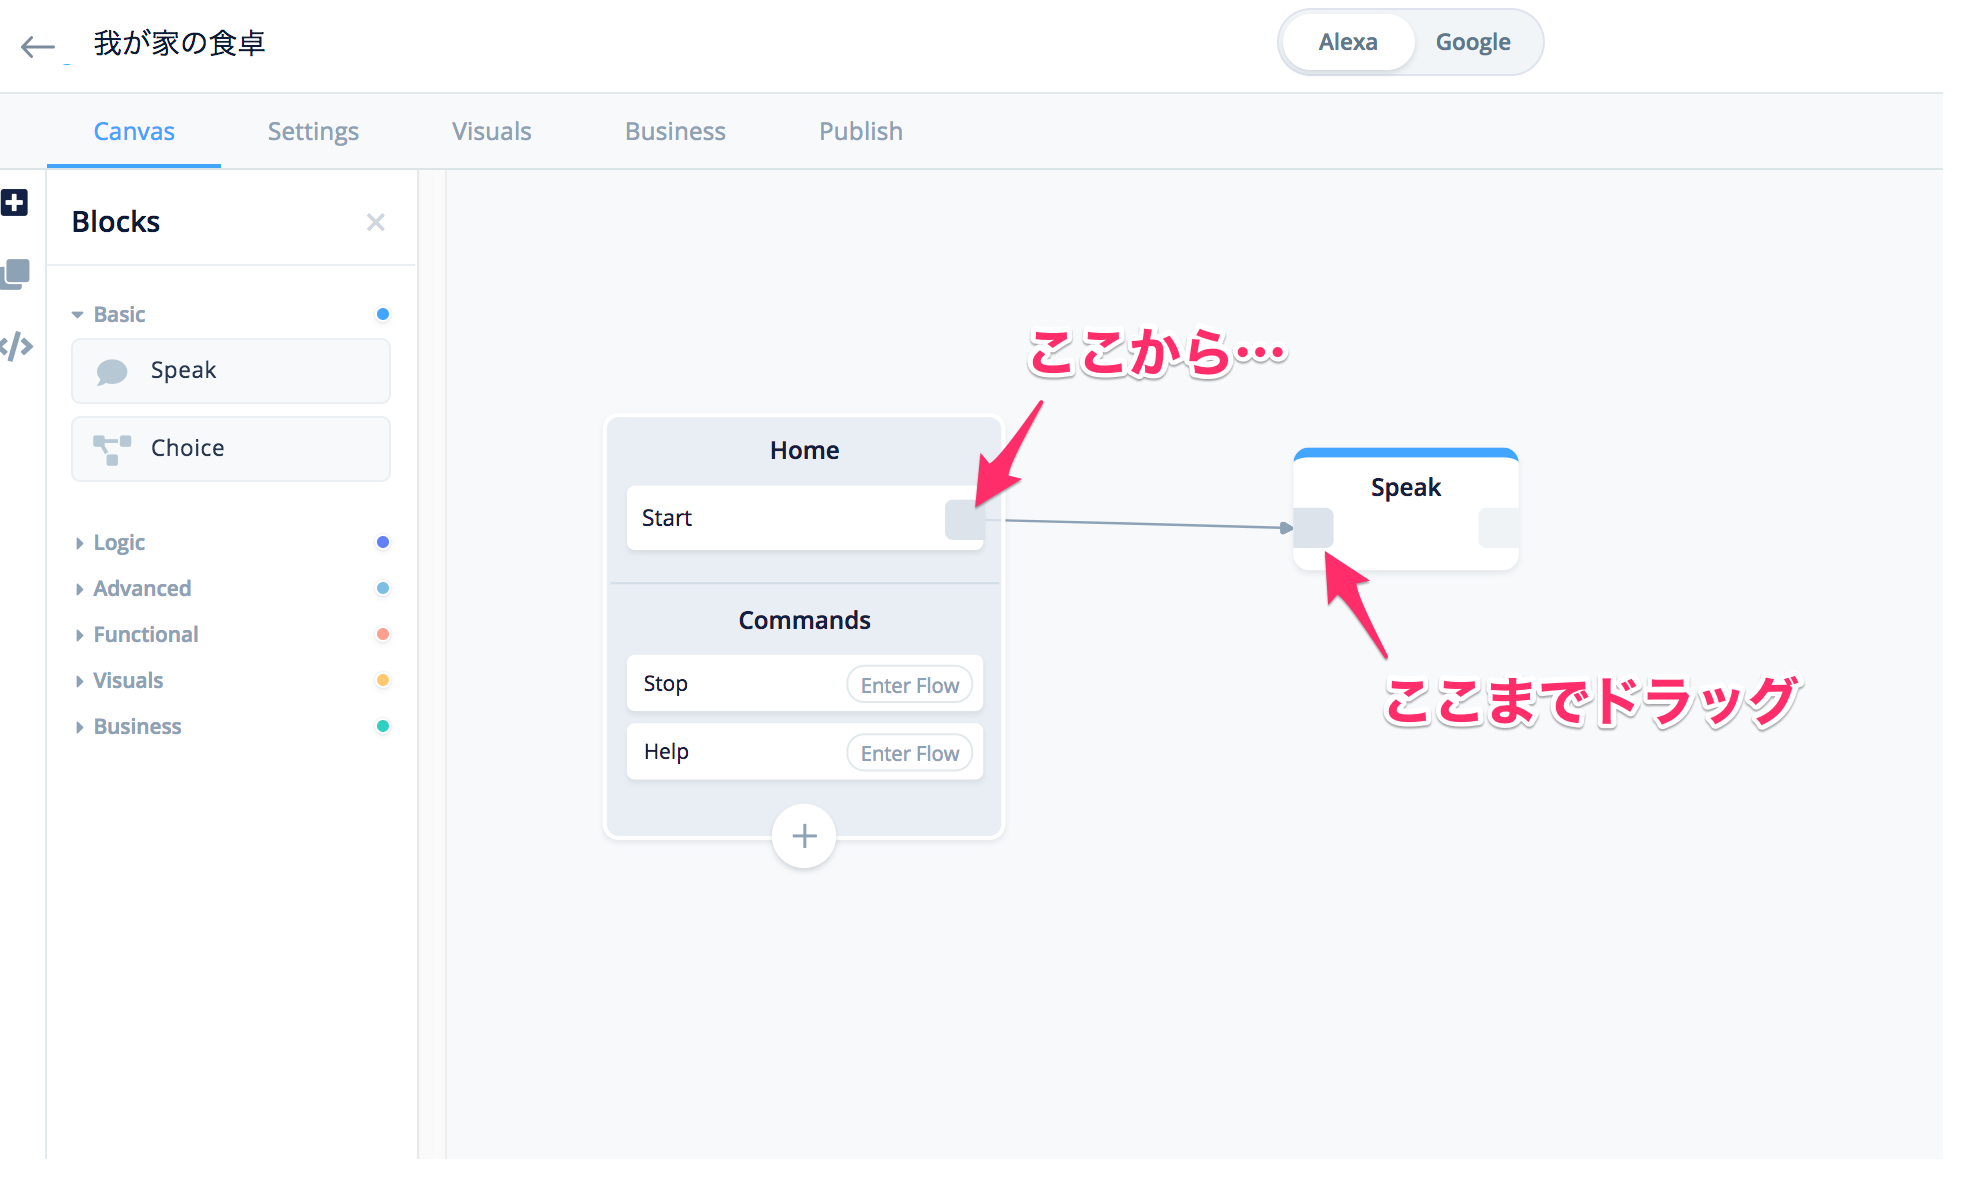 我が家の食卓
Alexa Google
Canvas Settings Visuals Business Publish
Blocks
Basic
Speak
Choice
Logic
Advanced
Functional
Visuals
Business
ここから…
Home
Start
Speak
Commands
Stop Enter Flow
Help Enter Flow
ここまでドラッグ